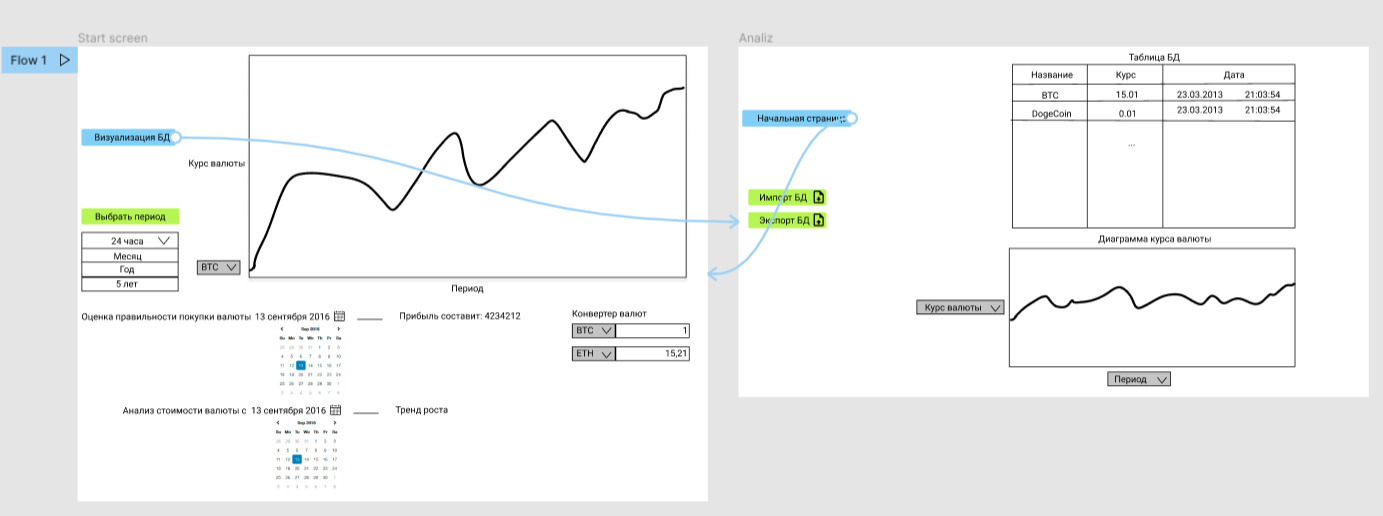 Start screen
Flow 1
Визуализация БД
Курс валюты
Выбрать период
24 часа
Месяц
Год
5 лет
BTC
Период
Оценка правильности покупки валюты 13 сентября 2016 Прибыль составит: 4234212
Sep 2016
Su Mo Tu We Th Fr Sa
28 29 30 31 1 2 3
4 5 6 7 8 9 10
11 12 13 14 15 16 17
18 19 20 21 22 23 24
25 26 27 28 29 30 1
2 3 4 5 6 7 8
Конвертер валют
BTC 1
ETH 15,21
Анализ стоимости валюты с 13 сентября 2016 Тренд роста
Sep 2016
Su Mo Tu We Th Fr Sa
28 29 30 31 1 2 3
4 5 6 7 8 9 10
11 12 13 14 15 16 17
18 19 20 21 22 23 24
25 26 27 28 29 30 1
2 3 4 5 6 7 8
Analiz
Начальная страница
Импорт БД
Экспорт БД
Таблица БД
Название Курс Дата
BTC 15.01 23.03.2013 21:03:54
DogeCoin 0.01 23.03.2013 21:03:54
...
Диаграмма курса валюты
Курс валюты
Период